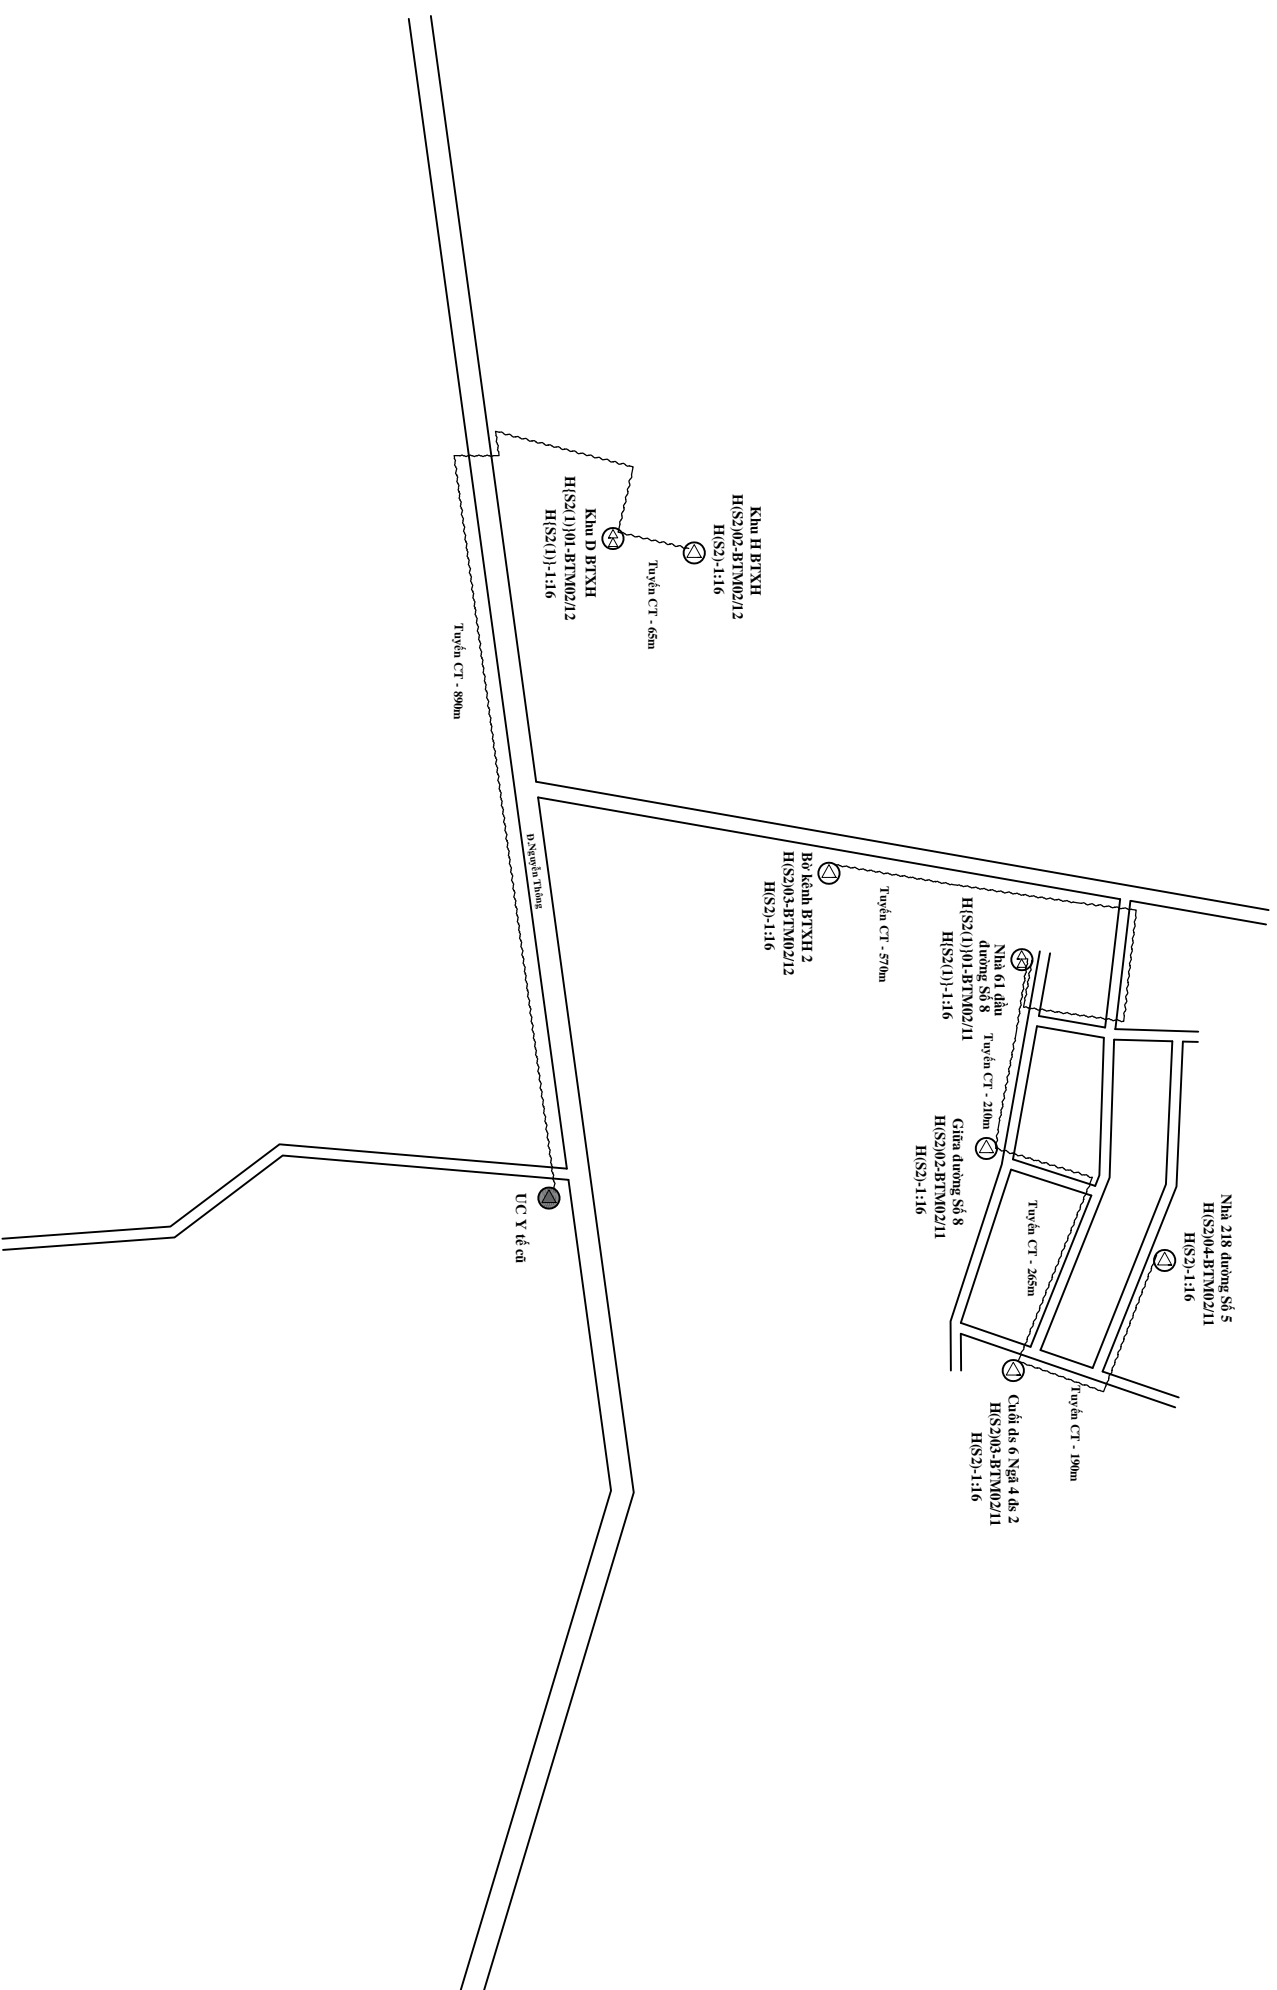 Nhà 218 đường Số 5
H(S2)04-BTM02/11
H(S2)-1:16
Tuyến CT - 190m
Cuối đs 6 Ngã 4 đs 2
H(S2)03-BTM02/11
H(S2)-1:16
Tuyến CT - 265m
Nhà 61 đầu
đường Số 8
H{S2(1)}01-BTM02/11
H{S2(1)}-1:16
Tuyến CT - 210m
Giữa đường Số 8
H(S2)02-BTM02/11
H(S2)-1:16
Tuyến CT - 570m
Bờ kênh BTXH 2
H(S2)03-BTM02/12
H(S2)-1:16
Khu H BTXH
H(S2)02-BTM02/12
H(S2)-1:16
Tuyến CT - 65m
Khu D BTXH
H{S2(1)}01-BTM02/12
H{S2(1)}-1:16
Đ.Nguyễn Thông
UC Y tế cũ
Tuyến CT - 890m